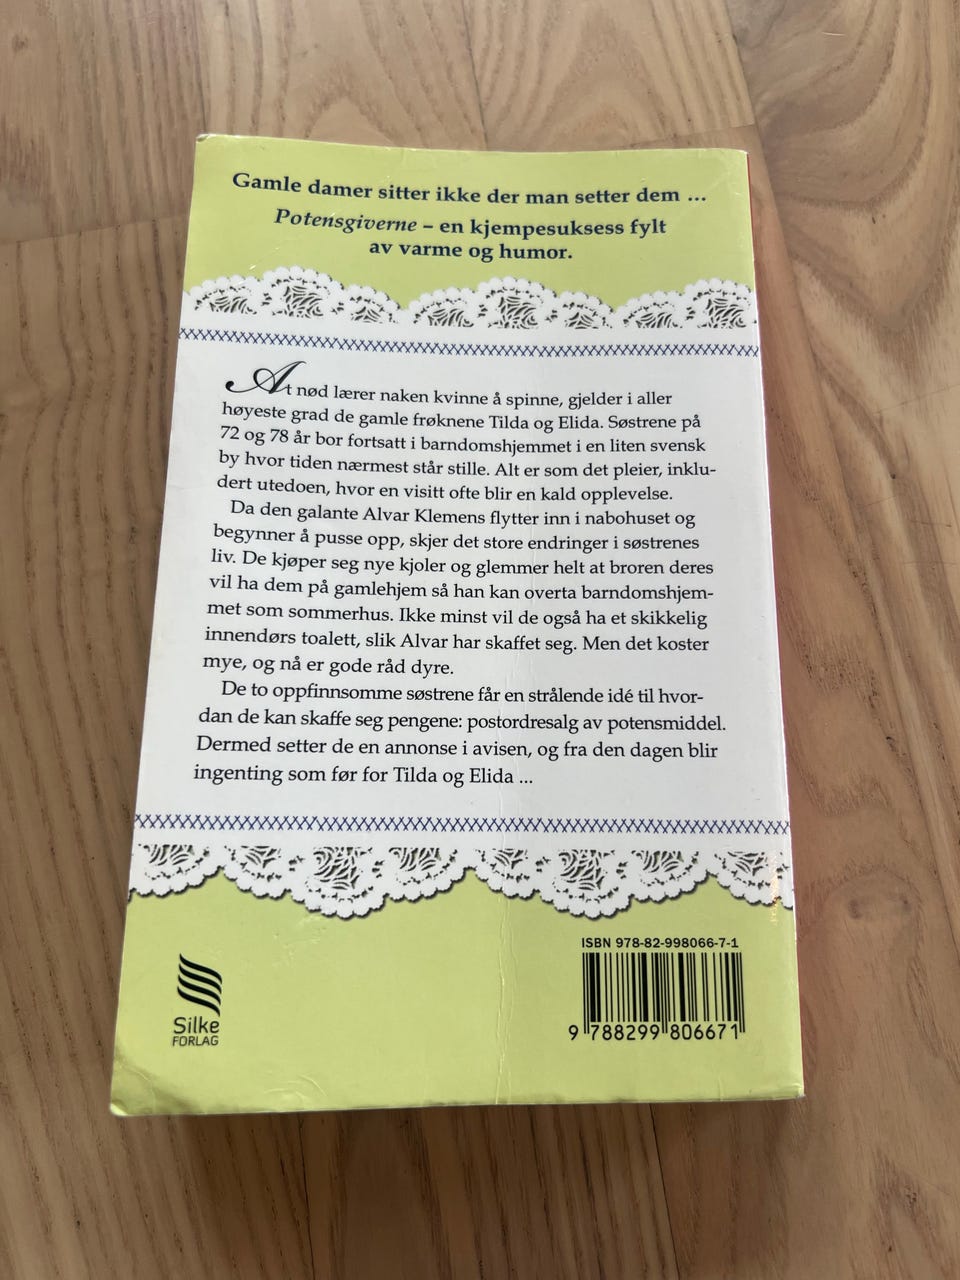 Gamle damer sitter ikke der man setter dem ...
Potensgiverne – en kjempesuksess fylt
av varme og humor.
At nød lærer naken kvinne å spinne, gjelder i aller
høyeste grad de gamle frøknene Tilda og Elida. Søstrene på
72 og 78 år bor fortsatt i barndomshjemmet i en liten svensk
by hvor tiden nærmest står stille. Alt er som det pleier, inklu-
dert utedoen, hvor en visitt ofte blir en kald opplevelse.
Da den galante Alvar Klemens flytter inn i nabohuset og
begynner å pusse opp, skjer det store endringer i søstrenes
liv. De kjøper seg nye kjoler og glemmer helt at broren deres
vil ha dem på gamlehjem så han kan overta barndomshjem-
met som sommerhus. Ikke minst vil de også ha et skikkelig
innendørs toalett, slik Alvar har skaffet seg. Men det koster
mye, og nå er gode råd dyre.
De to oppfinnsomme søstrene får en strålende idé til hvor-
dan de kan skaffe seg pengene: postordresalg av potensmiddel.
Dermed setter de en annonse i avisen, og fra den dagen blir
ingenting som før for Tilda og Elida ...
Silke
FORLAG
ISBN 978-82-998066-7-1
9 788299 806671